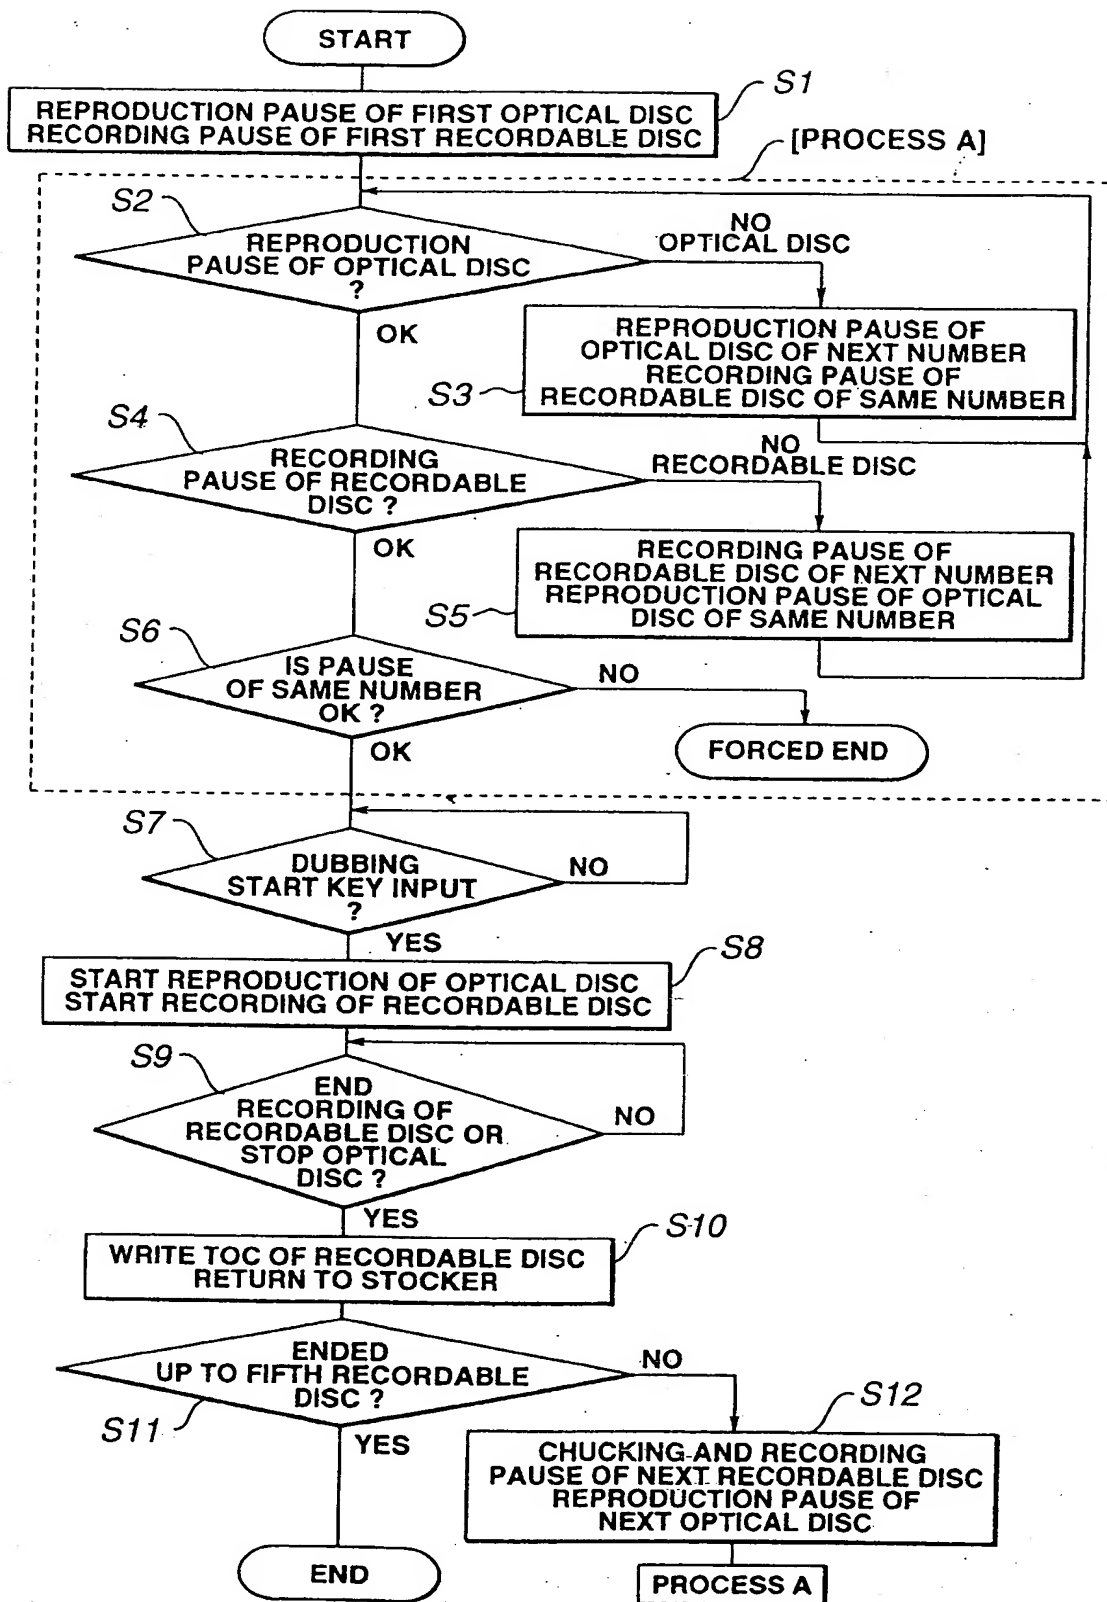 START
S1
REPRODUCTION PAUSE OF FIRST OPTICAL DISC
RECORDING PAUSE OF FIRST RECORDABLE DISC
[PROCESS A]
S2
REPRODUCTION
PAUSE OF OPTICAL DISC
?
NO
OPTICAL DISC
OK
REPRODUCTION PAUSE OF
OPTICAL DISC OF NEXT NUMBER
RECORDING PAUSE OF
RECORDABLE DISC OF SAME NUMBER
S3
S4
RECORDING
PAUSE OF RECORDABLE
DISC ?
NO
RECORDABLE DISC
OK
RECORDING PAUSE OF
RECORDABLE DISC OF NEXT NUMBER
REPRODUCTION PAUSE OF OPTICAL
DISC OF SAME NUMBER
S5
S6
IS PAUSE
OF SAME NUMBER
OK ?
NO
FORCED END
OK
S7
DUBBING
START KEY INPUT
?
NO
YES
S8
START REPRODUCTION OF OPTICAL DISC
START RECORDING OF RECORDABLE DISC
S9
END
RECORDING OF
RECORDABLE DISC OR
STOP OPTICAL
DISC ?
NO
YES
S10
WRITE TOC OF RECORDABLE DISC
RETURN TO STOCKER
ENDED
UP TO FIFTH RECORDABLE
DISC ?
NO
S11
YES
S12
CHUCKING AND RECORDING
PAUSE OF NEXT RECORDABLE DISC
REPRODUCTION PAUSE OF
NEXT OPTICAL DISC
END
PROCESS A